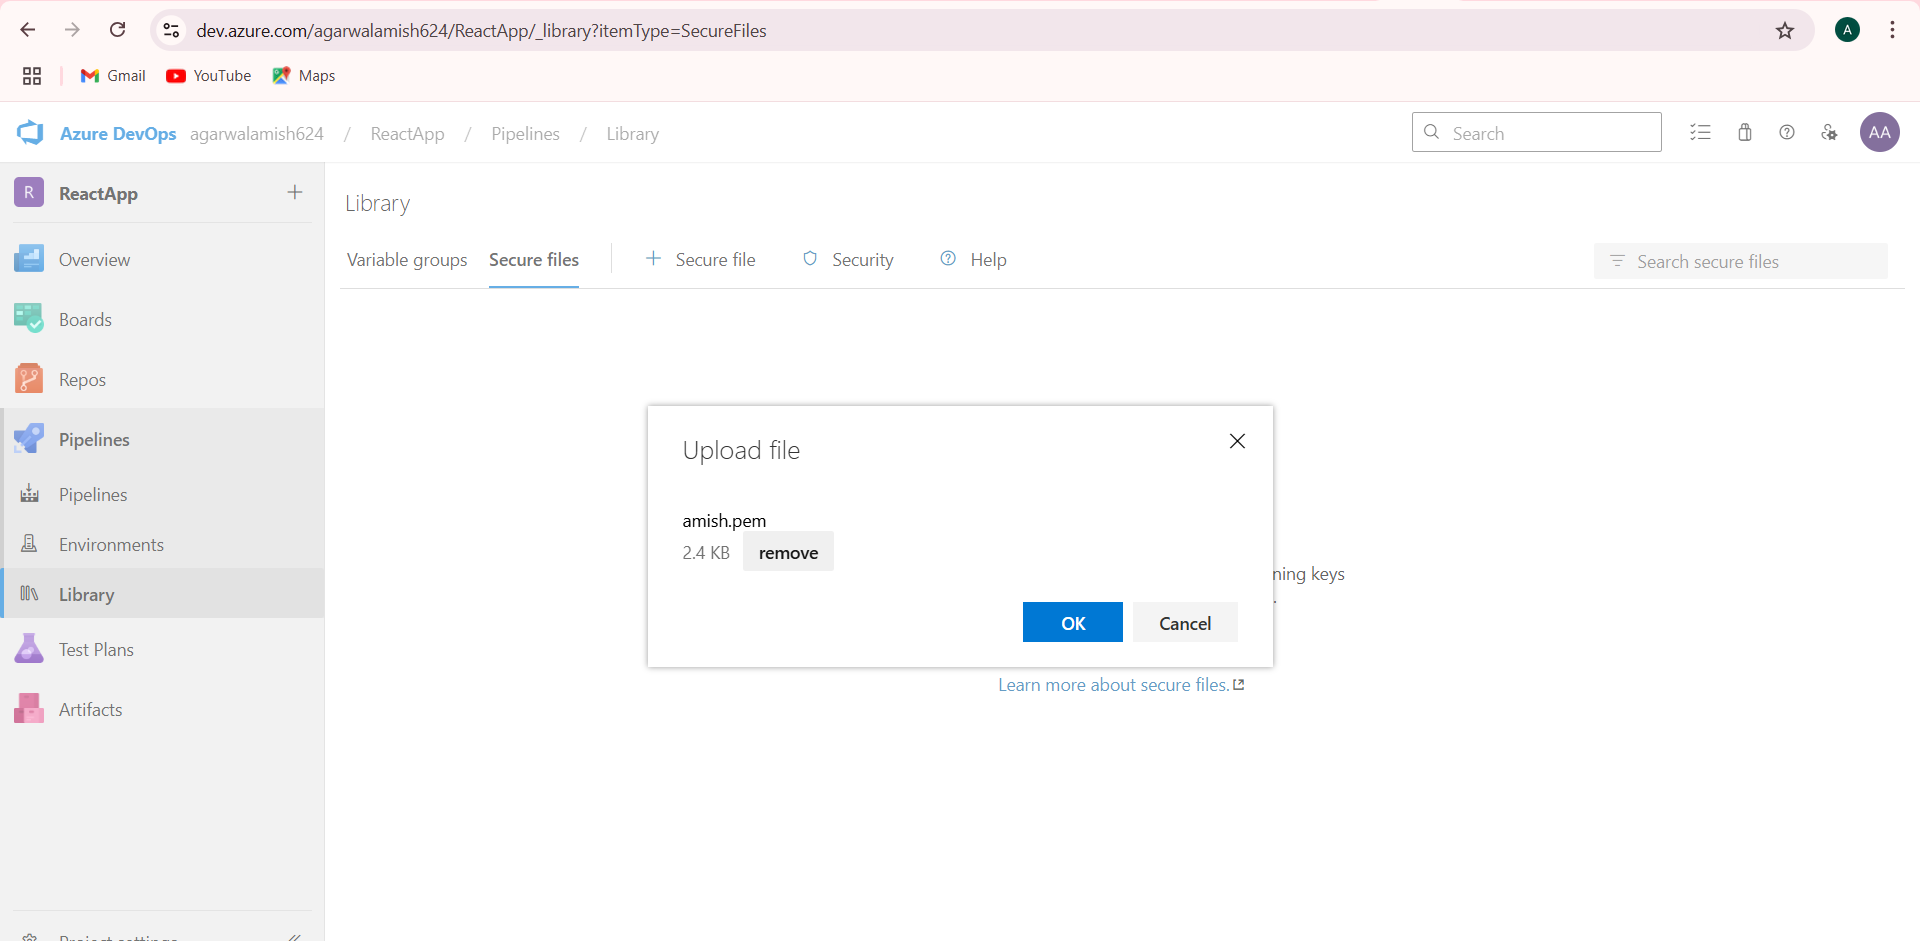 dev.azure.com/agarwalamish624/ReactApp/_library?itemType=SecureFiles
A
Gmail YouTube Maps
Azure DevOps agarwalamish624 / ReactApp / Pipelines / Library
Search
AA
R ReactApp
Overview
Boards
Repos
Pipelines
Pipelines
Environments
Library
Test Plans
Artifacts
Project settings
Library
Variable groups Secure files Secure file Security Help
Search secure files
Upload file
amish.pem
2.4 KB remove
OK Cancel
ning keys
.
Learn more about secure files.